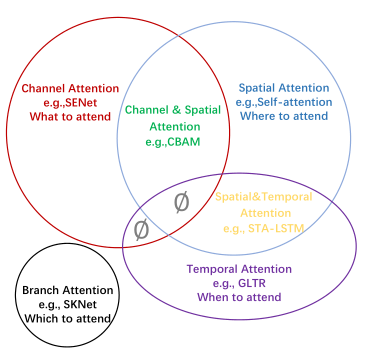 Channel Attention
e.g.,SENet
What to attend
Spatial Attention
e.g.,Self-attention
Where to attend
Channel & Spatial
Attention
e.g.,CBAM
Spatial&Temporal
Attention
e.g., STA-LSTM
∅
∅
Temporal Attention
e.g., GLTR
When to attend
Branch Attention
e.g., SKNet
Which to attend